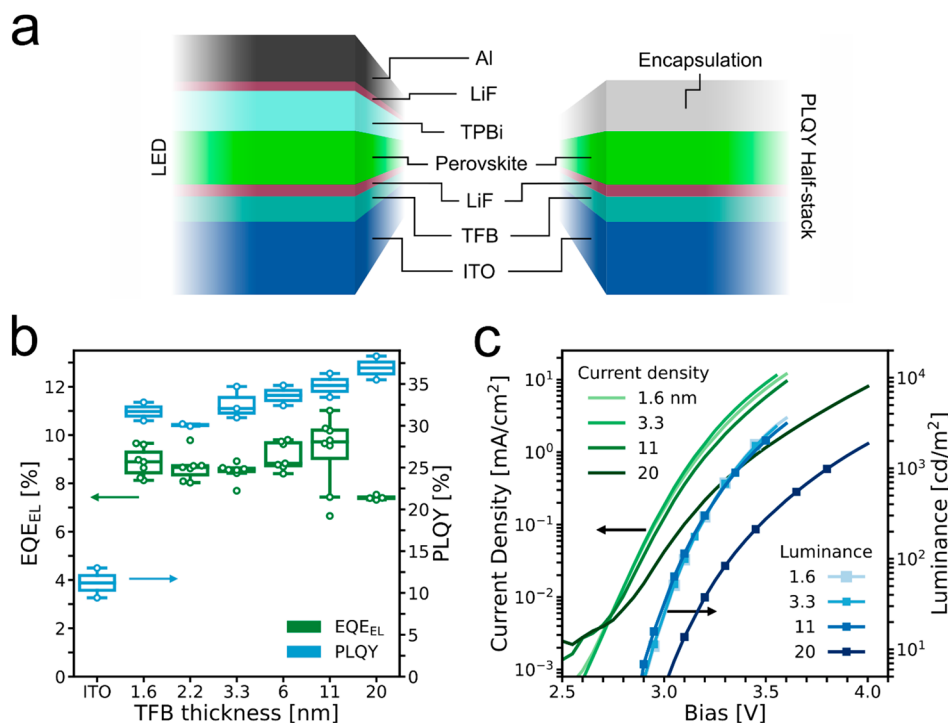 a
Al
LiF
TPBi
Perovskite
LiF
TFB
ITO
Encapsulation
LED
PLQY Half-stack
b
EQE_EL [%]
12
10
8
6
4
2
0
PLQY [%]
35
30
25
20
15
10
5
0
EQE_EL
PLQY
ITO 1.6 2.2 3.3 6 11 20
TFB thickness [nm]
c
Current Density [mA/cm²]
10¹
10⁰
10⁻¹
10⁻²
10⁻³
Current density
1.6 nm
3.3
11
20
Luminance
1.6
3.3
11
20
Luminance [cd/m²]
10⁴
10³
10²
10¹
2.5 3.0 3.5 4.0
Bias [V]